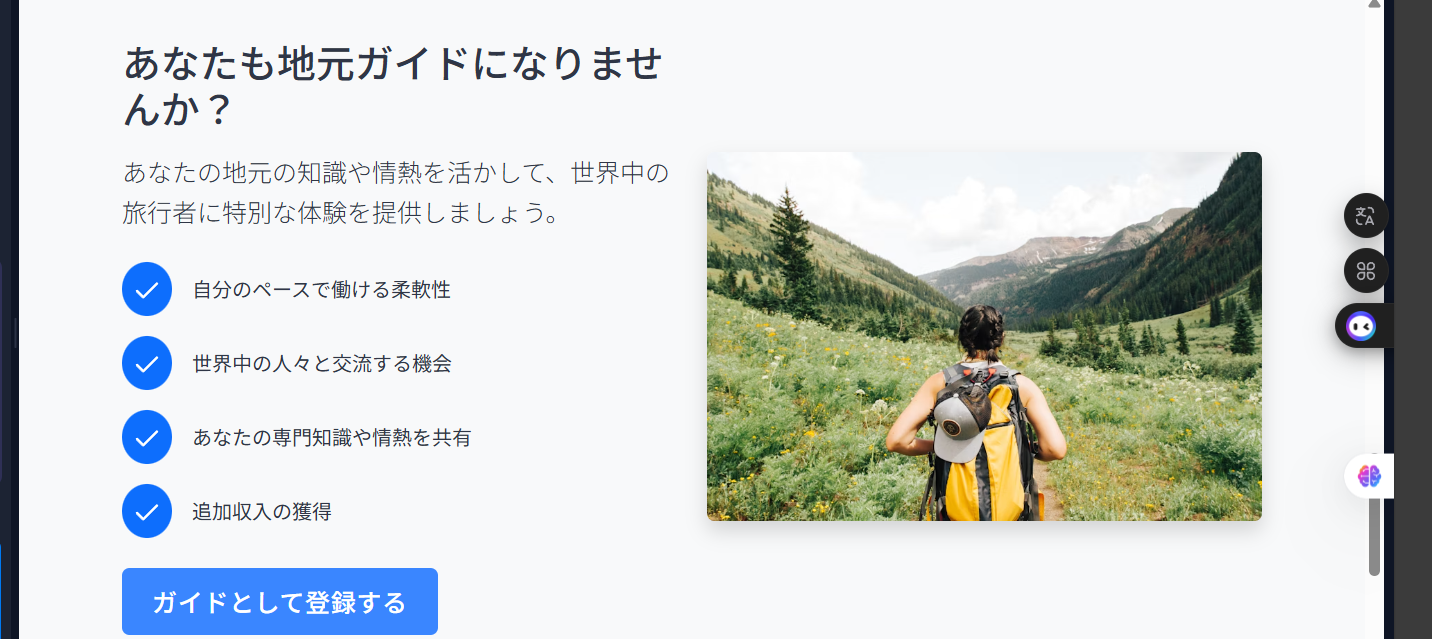 あなたも地元ガイドになりませ
んか？
あなたの地元の知識や情熱を活かして、世界中の
旅行者に特別な体験を提供しましょう。
自分のペースで働ける柔軟性
世界中の人々と交流する機会
あなたの専門知識や情熱を共有
追加収入の獲得
ガイドとして登録する